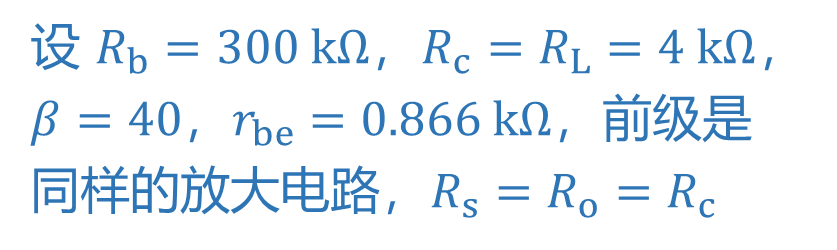 设 R_b = 300 kΩ，R_c = R_L = 4 kΩ，
β = 40，r_be = 0.866 kΩ，前级是
同样的放大电路，R_s = R_o = R_c